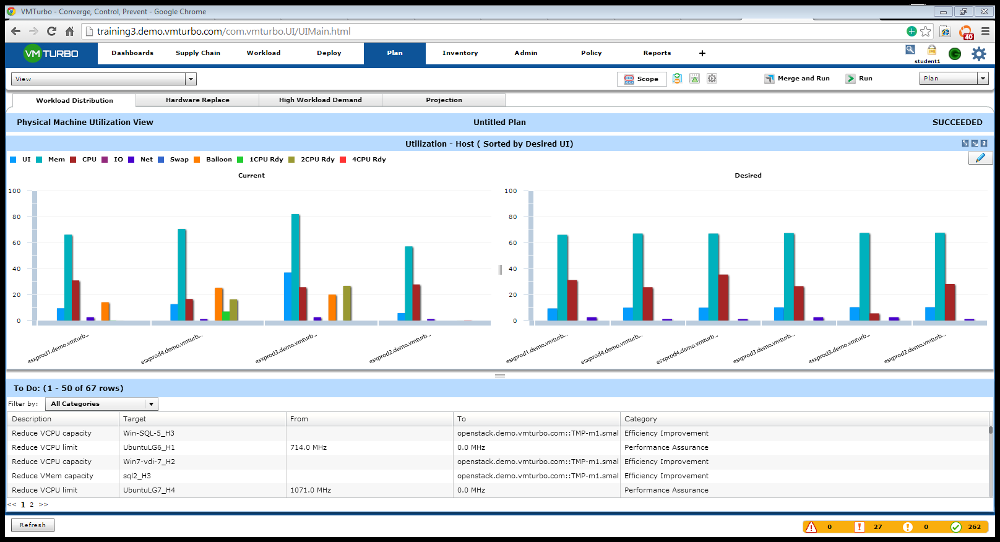 VMTurbo - Converge, Control, Prevent - Google Chrome
training3.demo.vmturbo.com/com.vmturbo.UI/UIMain.html
40
VMTURBO Dashboards Supply Chain Workload Deploy Plan Inventory Admin Policy Reports +
student1
View Scope Merge and Run Run Plan
Workload Distribution Hardware Replace High Workload Demand Projection
Physical Machine Utilization View Untitled Plan SUCCEEDED
Utilization - Host ( Sorted by Desired UI)
UI Mem CPU IO Net Swap Balloon 1CPU Rdy 2CPU Rdy 4CPU Rdy
Current Desired
100 100
80 80
60 60
40 40
20 20
0 0
esxprod1.demo.vmturb... esxprod4.demo.vmturb... esxprod3.demo.vmturb... esxprod2.demo.vmturb... esxprod1.demo.vmturb... esxprod4.demo.vmturb... esxprod4.demo.vmturb... esxprod3.demo.vmturb... esxprod3.demo.vmturb... esxprod2.demo.vmturb...
To Do: (1 - 50 of 67 rows)
Filter by: All Categories
Description Target From To Category
Reduce VCPU capacity Win-SQL-5_H3 openstack.demo.vmturbo.com::TMP-m1.smal Efficiency Improvement
Reduce VCPU limit UbuntuLG6_H1 714.0 MHz 0.0 MHz Performance Assurance
Reduce VCPU capacity Win7-vdi-7_H2 openstack.demo.vmturbo.com::TMP-m1.smal Efficiency Improvement
Reduce VMem capacity sql2_H3 openstack.demo.vmturbo.com::TMP-m1.smal Efficiency Improvement
Reduce VCPU limit UbuntuLG7_H4 1071.0 MHz 0.0 MHz Performance Assurance
<< 1 2 >>
Refresh 0 27 0 262